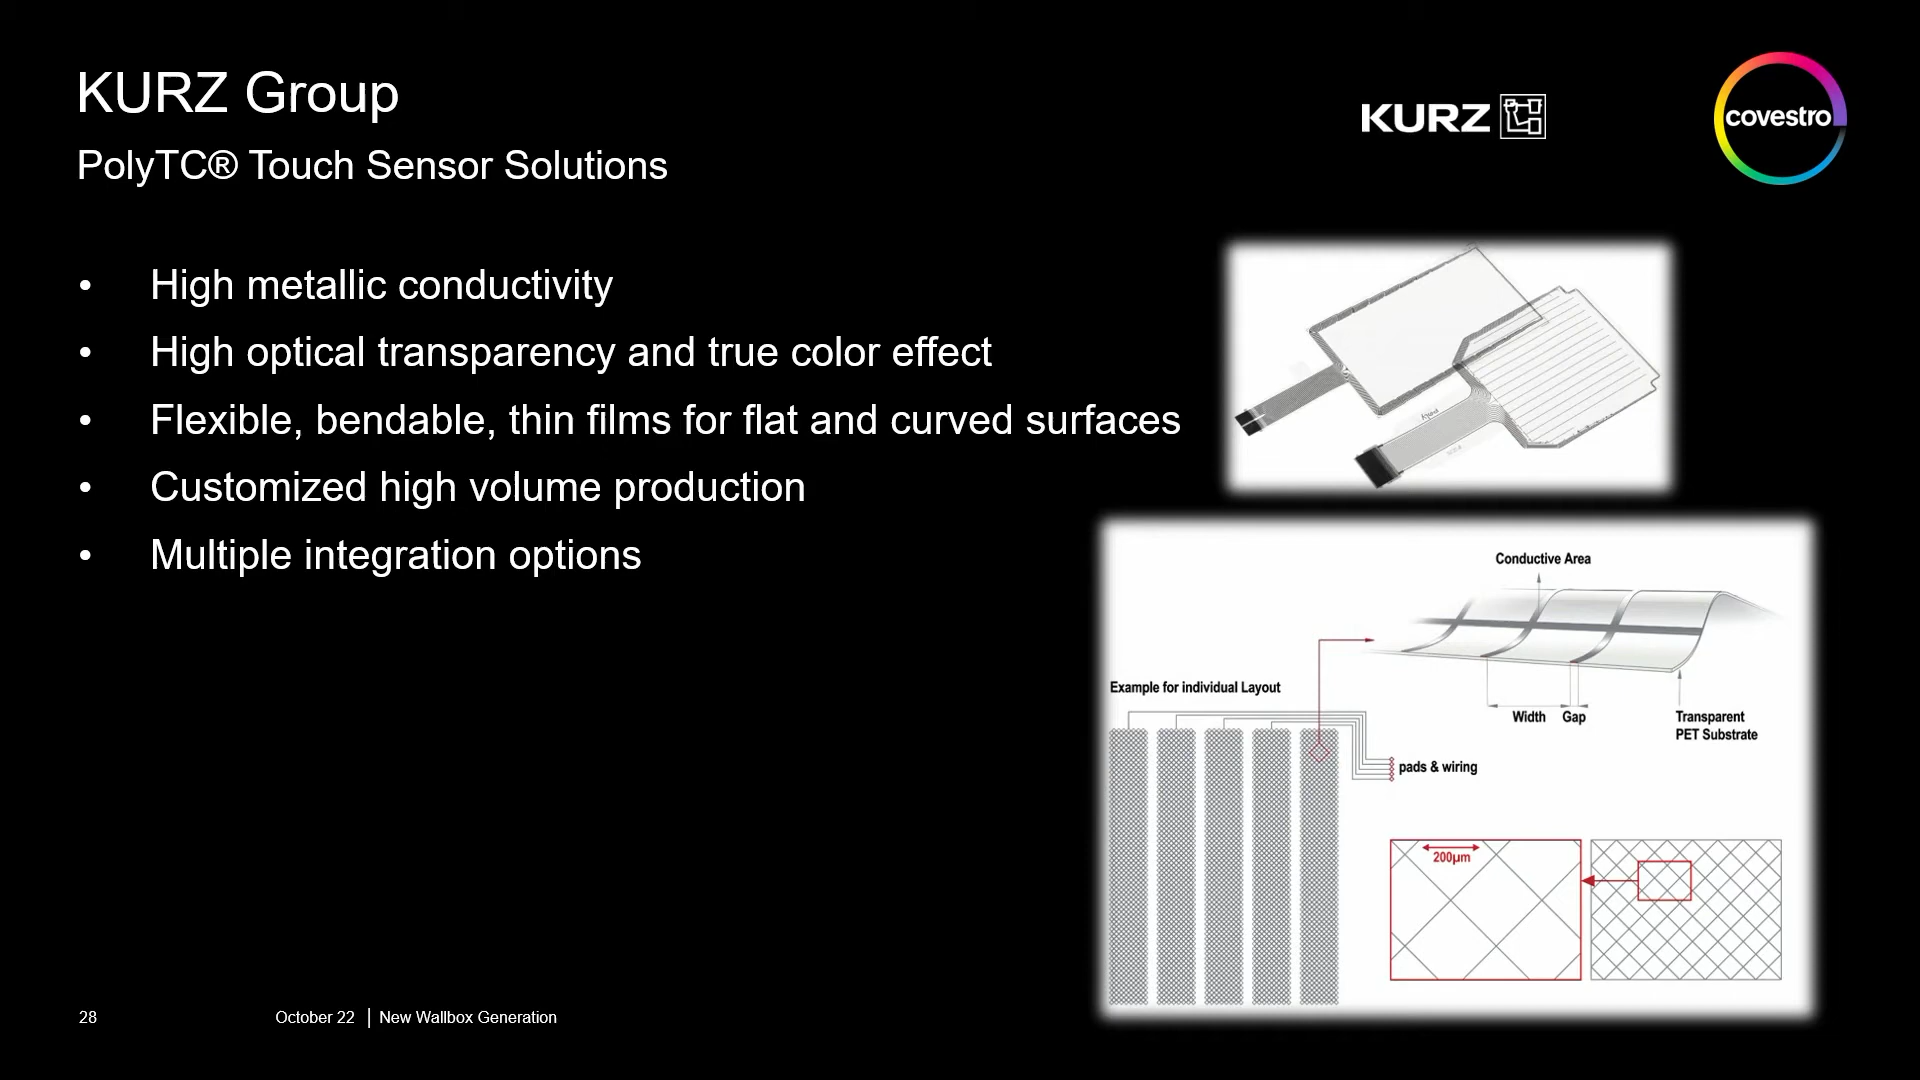 KURZ Group
PolyTC® Touch Sensor Solutions
KURZ
covestro
• High metallic conductivity
• High optical transparency and true color effect
• Flexible, bendable, thin films for flat and curved surfaces
• Customized high volume production
• Multiple integration options
Conductive Area
Example for individual Layout
Width Gap
Transparent
PET Substrate
pads & wiring
200µm
28
October 22 | New Wallbox Generation